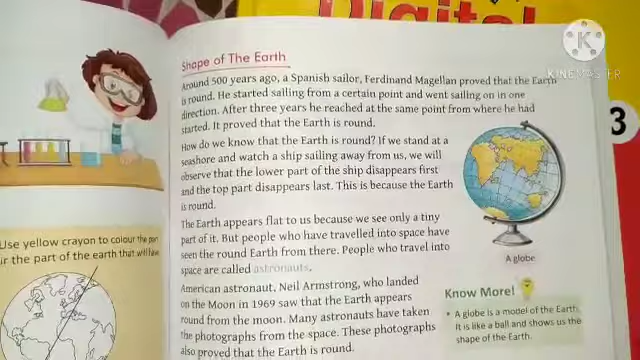 Digital
KINEMASTER
3
Shape of The Earth
Around 500 years ago, a Spanish sailor, Ferdinand Magellan proved that the Earth
is round. He started sailing from a certain point and went sailing on in one
direction. After three years he reached at the same point from where he had
started. It proved that the Earth is round.
How do we know that the Earth is round? If we stand at a
seashore and watch a ship sailing away from us, we will
observe that the lower part of the ship disappears first
and the top part disappears last. This is because the Earth
is round.
The Earth appears flat to us because we see only a tiny
part of it. But people who have travelled into space have
seen the round Earth from there. People who travel into
space are called astronauts.
American astronaut, Neil Armstrong, who landed
on the Moon in 1969 saw that the Earth appears
round from the moon. Many astronauts have taken
the photographs from the space. These photographs
also proved that the Earth is round.
A globe
Know More!
• A globe is a model of the Earth.
It is like a ball and shows us the
shape of the Earth.
Use yellow crayon to colour the
the part of the earth that will